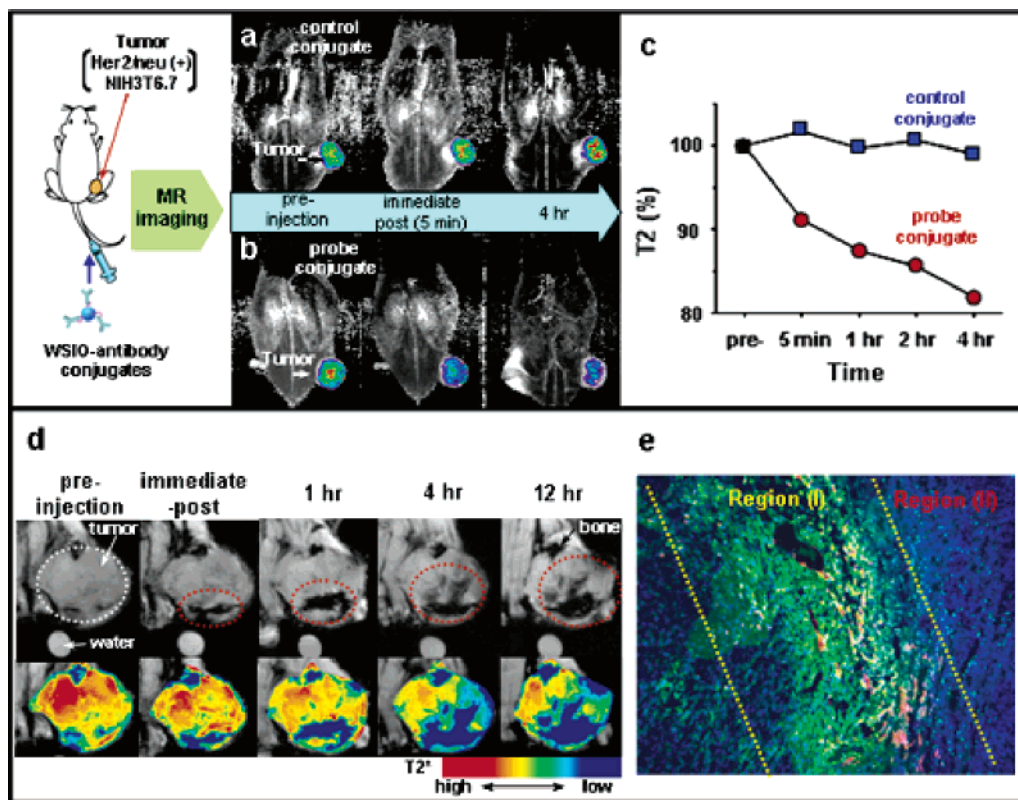 Tumor
Her2/neu (+)
NIH3T6.7
MR
imaging
WSIO-antibody
conjugates
a
control
conjugate
Tumor
pre-
injection
immediate
post (5 min)
4 hr
b
probe
conjugate
Tumor
c
control
conjugate
probe
conjugate
T2 (%)
100
90
80
pre-
5 min
1 hr
2 hr
4 hr
Time
d
pre-
injection
immediate
-post
1 hr
4 hr
12 hr
tumor
bone
water
T2*
high
low
e
Region (I)
Region (II)